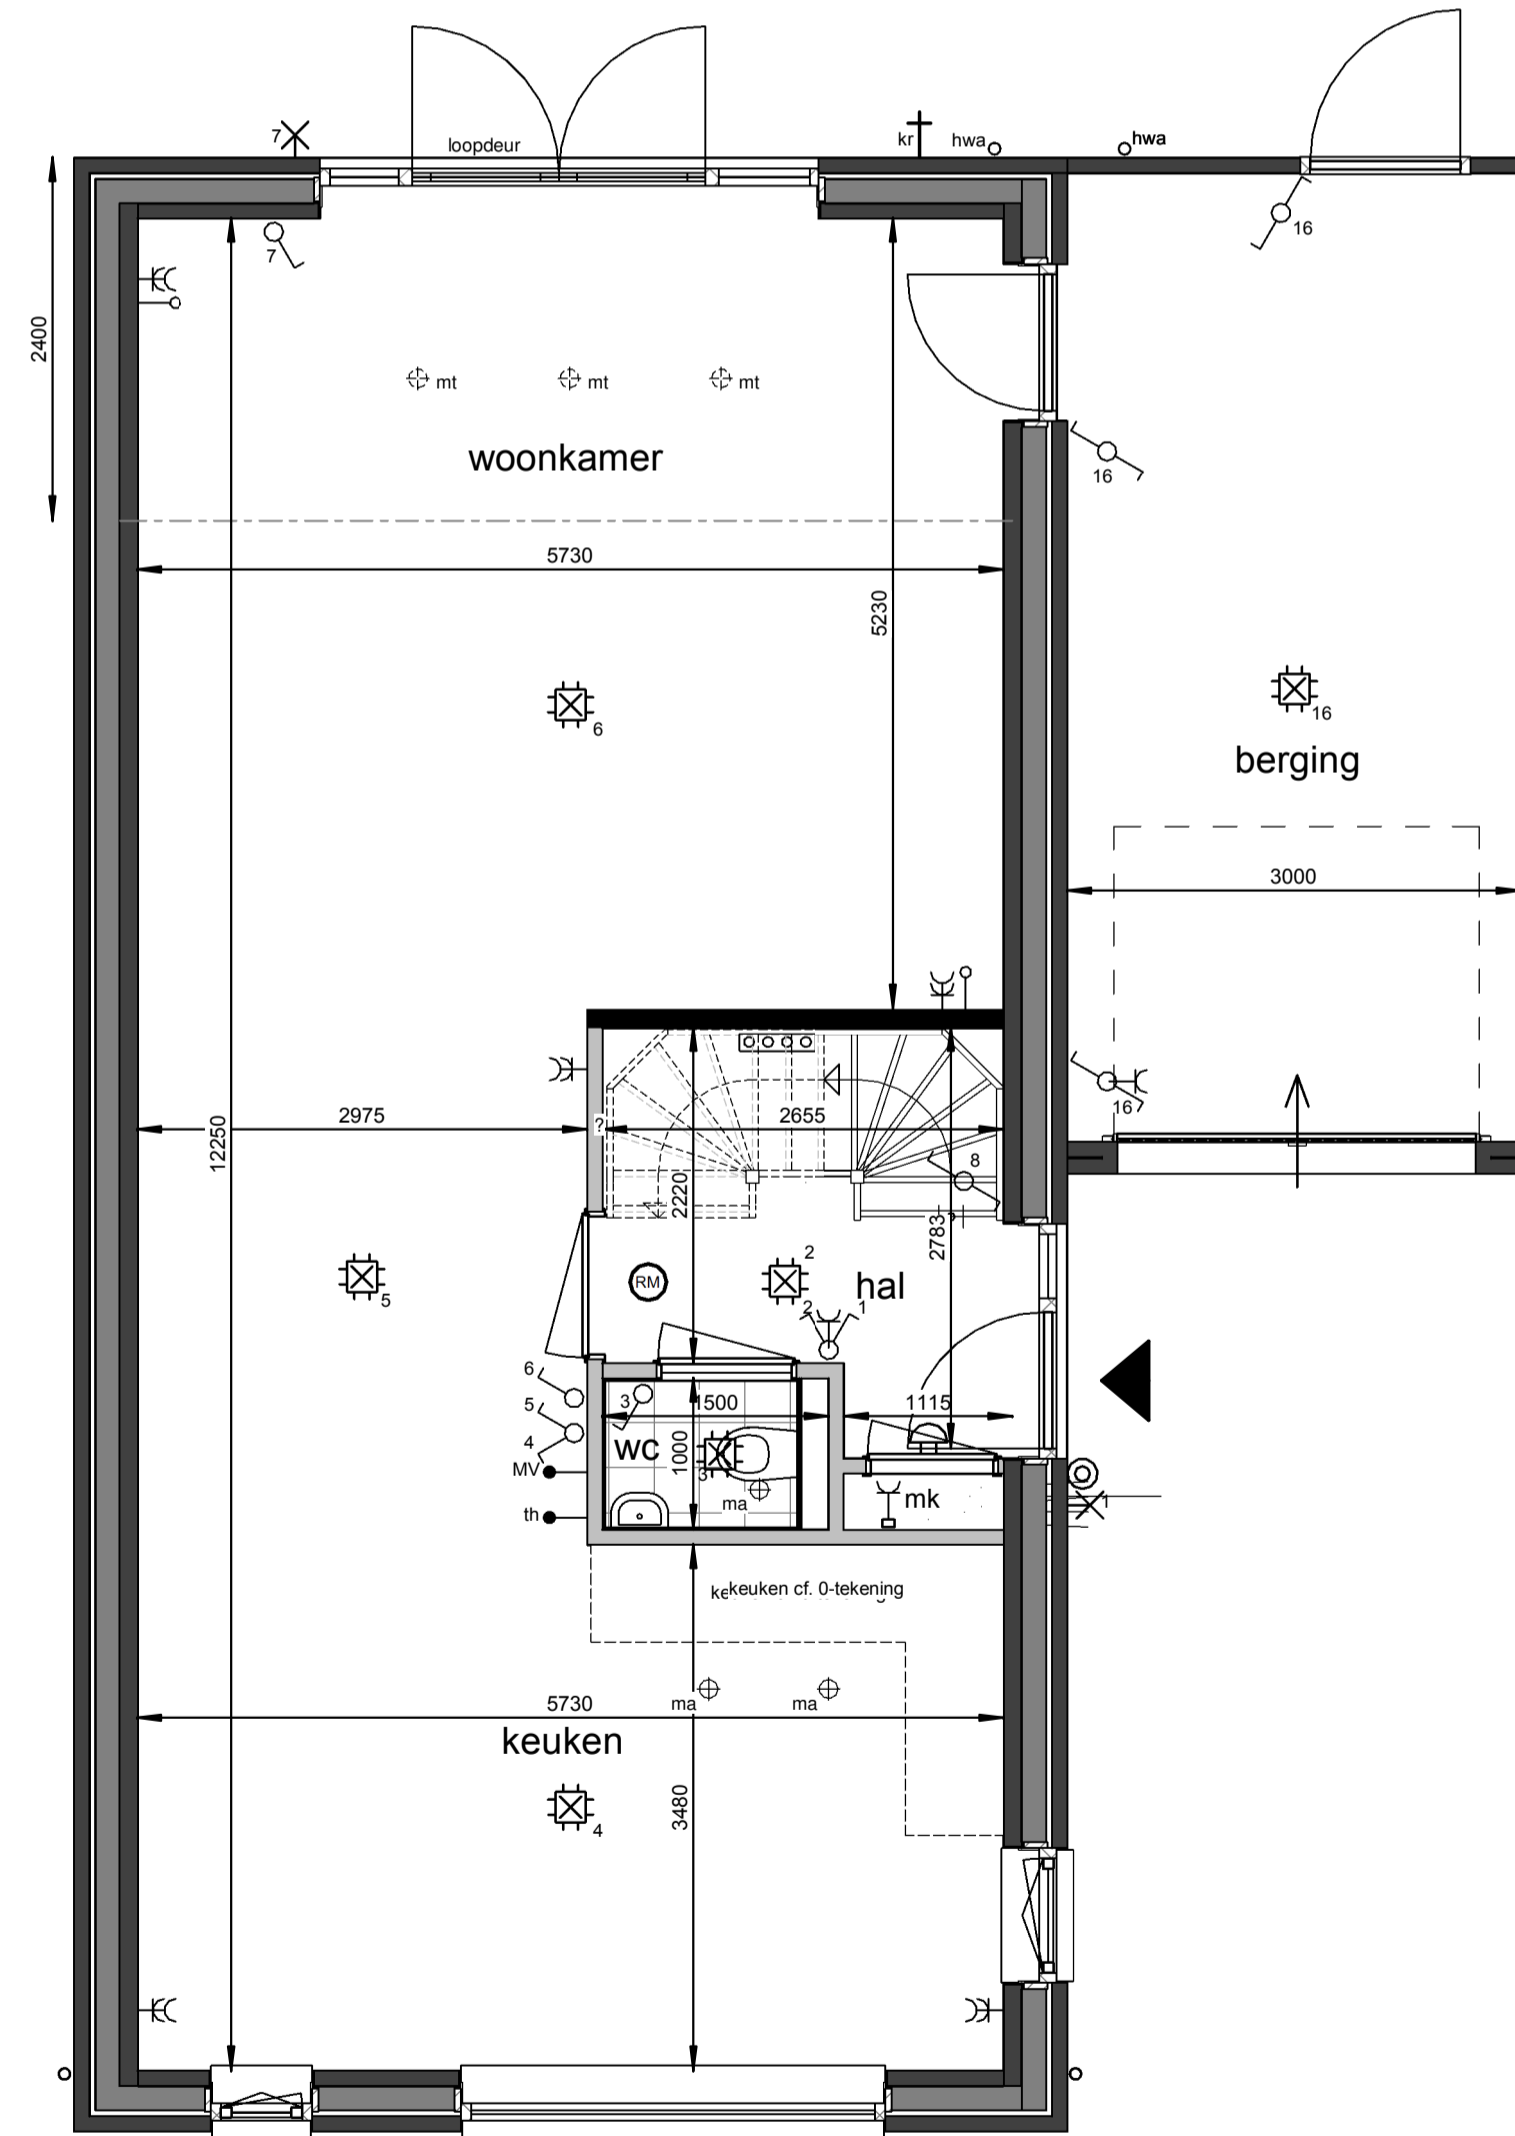 loopdeur
7
kr
hwa
hwa
7
16
2400
mt
mt
mt
woonkamer
16
5730
5230
6
16
berging
3000
2975
?
2655
16
12250
8
2220
2783
2
RM
hal
5
2
1
6
5
4
3
1500
1115
wc
1000
3
MV
ma
mk
1
th
keuken cf. 0-tekening
ma
ma
5730
keuken
3480
4